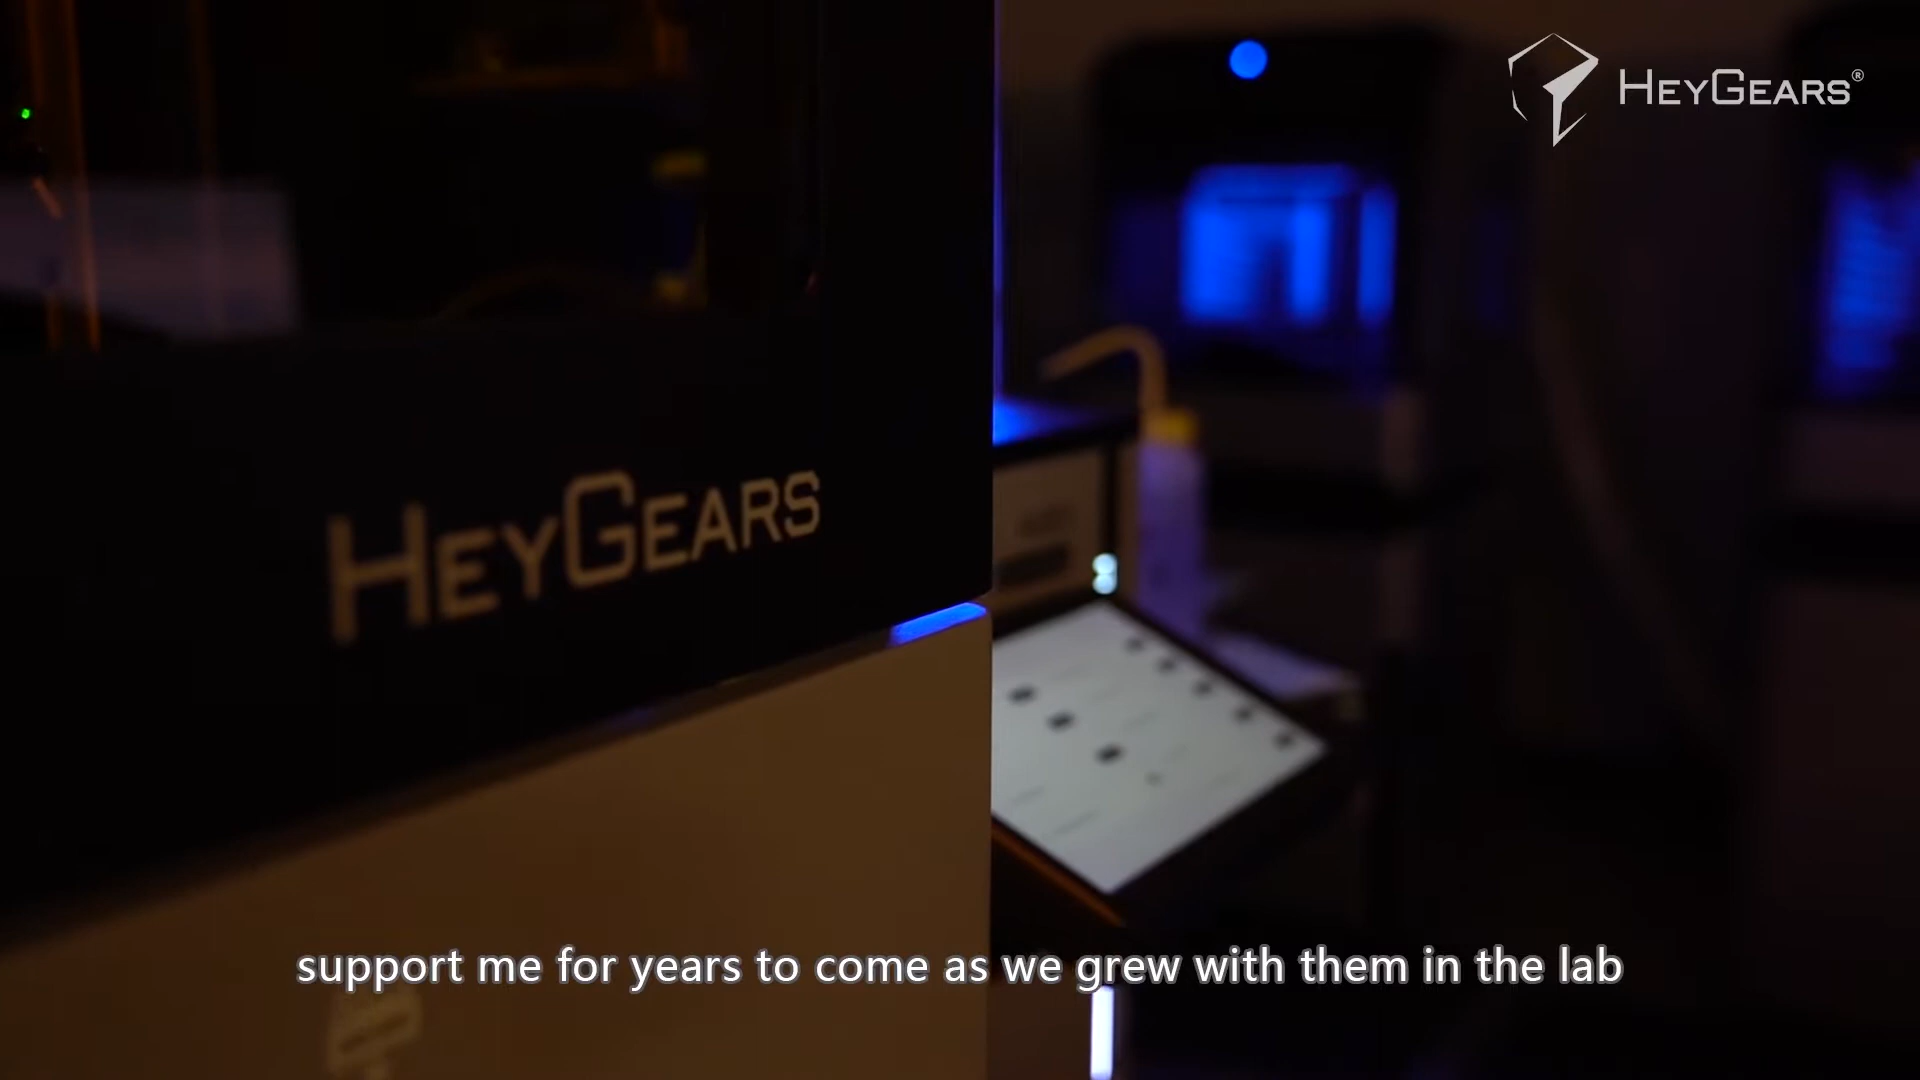 HEYGEARS®
HEYGEARS
support me for years to come as we grew with them in the lab